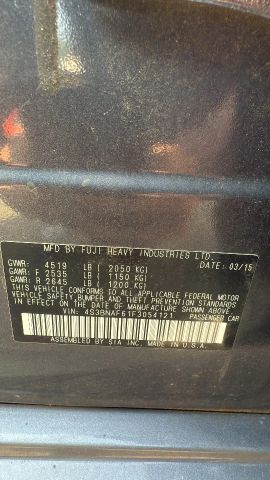 MFD BY FUJI HEAVY INDUSTRIES LTD.
GVWR: 4519 LB ( 2050 KG) DATE: 03/15
GAWR: F 2535 LB ( 1150 KG)
GAWR: R 2645 LB ( 1200 KG)
THIS VEHICLE CONFORMS TO ALL APPLICABLE FEDERAL MOTOR
VEHICLE SAFETY, BUMPER, AND THEFT PREVENTION STANDARDS
IN EFFECT ON THE DATE OF MANUFACTURE SHOWN ABOVE.
VIN: 4S3BNAF61F3054121 PASSENGER CAR
ASSEMBLED BY SIA, INC. MADE IN U.S.A.